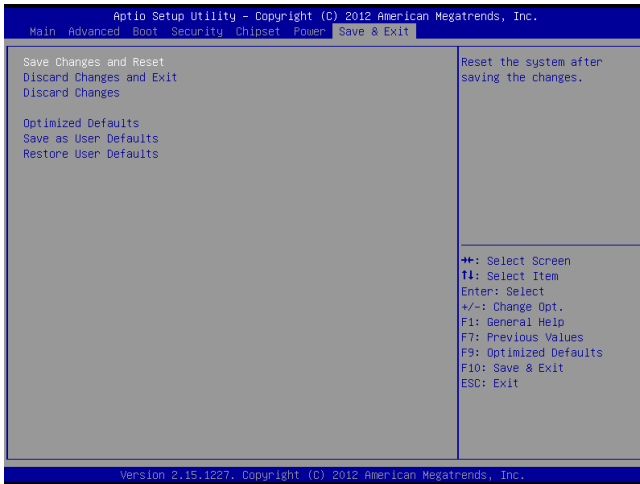 Aptio Setup Utility – Copyright (C) 2012 American Megatrends, Inc.
Main Advanced Boot Security Chipset Power Save & Exit
Save Changes and Reset
Discard Changes and Exit
Discard Changes
Optimized Defaults
Save as User Defaults
Restore User Defaults
Reset the system after
saving the changes.
→←: Select Screen
↑↓: Select Item
Enter: Select
+/-: Change Opt.
F1: General Help
F7: Previous Values
F9: Optimized Defaults
F10: Save & Exit
ESC: Exit
Version 2.15.1227. Copyright (C) 2012 American Megatrends, Inc.